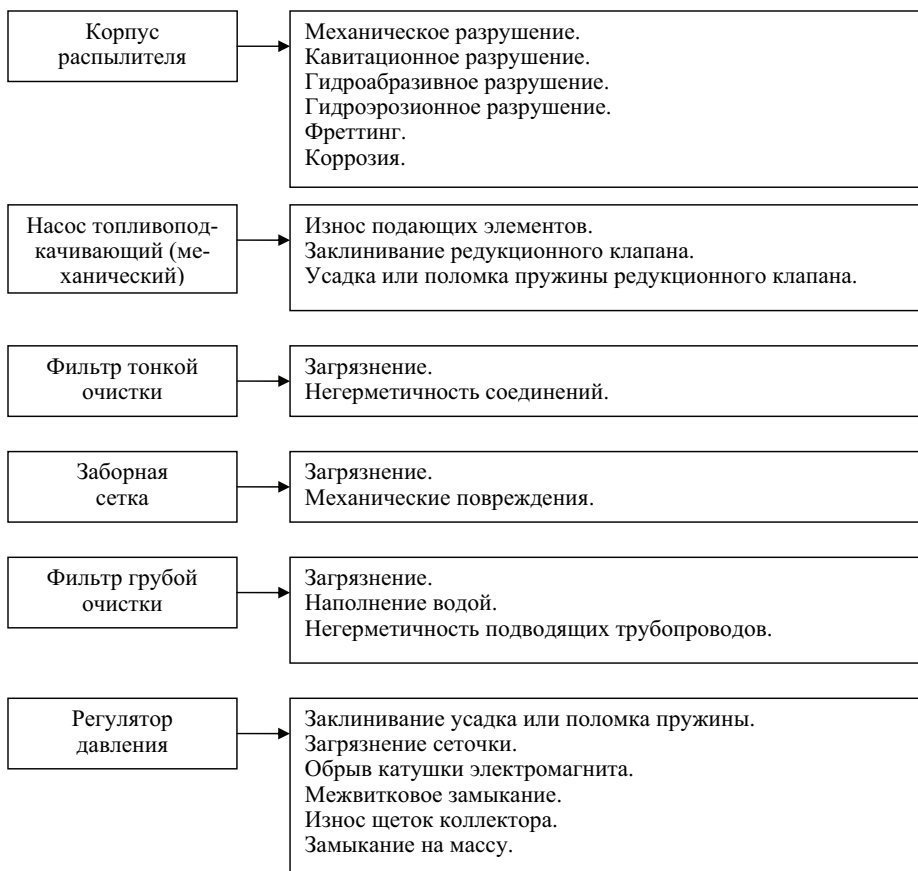 Корпус
распылителя
Механическое разрушение.
Кавитационное разрушение.
Гидроабразивное разрушение.
Гидроэрозионное разрушение.
Фреттинг.
Коррозия.
Насос топливопод-
качивающий (ме-
ханический)
Износ подающих элементов.
Заклинивание редукционного клапана.
Усадка или поломка пружины редукционного клапана.
Фильтр тонкой
очистки
Загрязнение.
Негерметичность соединений.
Заборная
сетка
Загрязнение.
Механические повреждения.
Фильтр грубой
очистки
Загрязнение.
Наполнение водой.
Негерметичность подводящих трубопроводов.
Регулятор
давления
Заклинивание усадка или поломка пружины.
Загрязнение сеточки.
Обрыв катушки электромагнита.
Межвитковое замыкание.
Износ щеток коллектора.
Замыкание на массу.